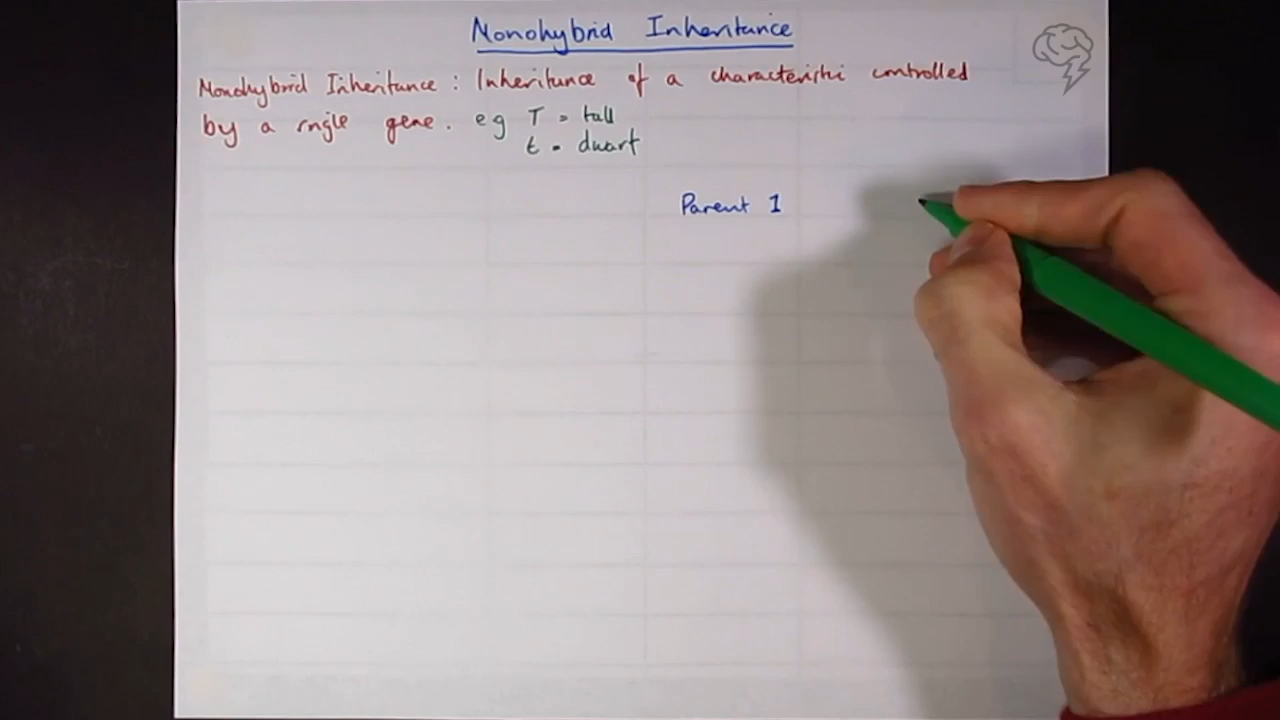 Monohybrid Inheritance
Monohybrid Inheritance : Inheritance of a characteristic controlled
by a single gene. eg T = tall
t = dwarf
Parent 1